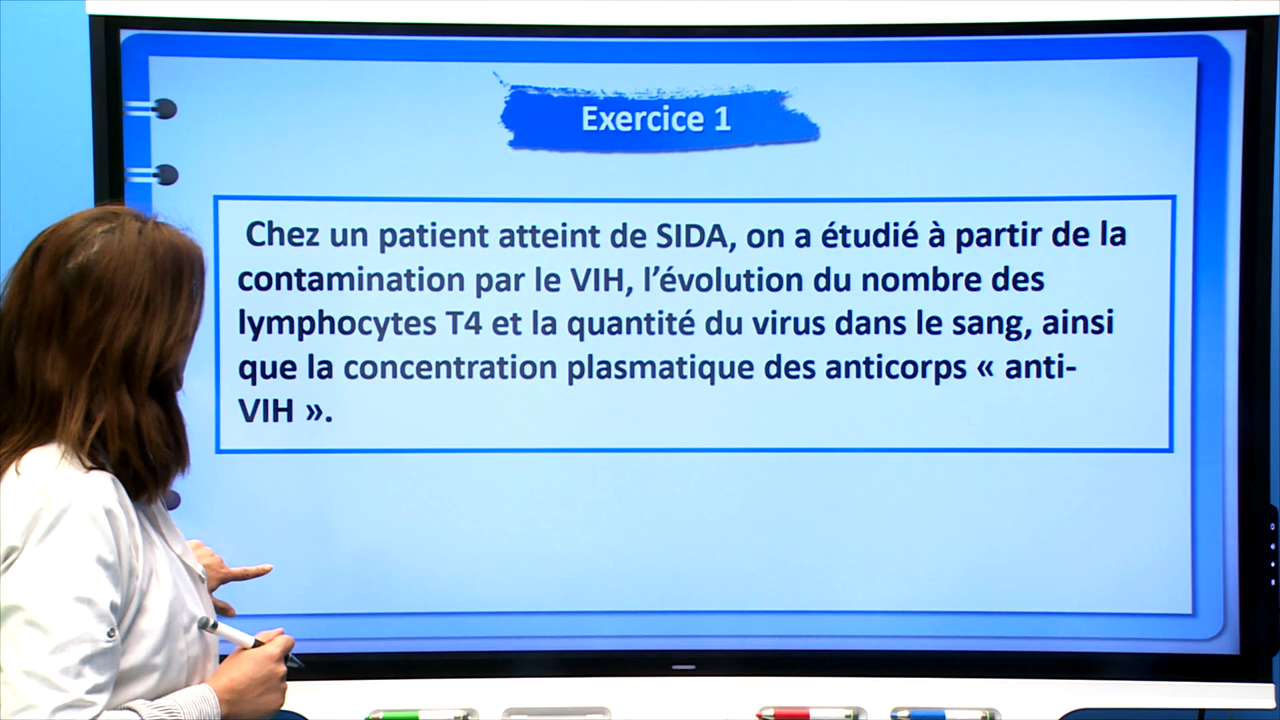 Exercice 1
Chez un patient atteint de SIDA, on a étudié à partir de la
contamination par le VIH, l'évolution du nombre des
lymphocytes T4 et la quantité du virus dans le sang, ainsi
que la concentration plasmatique des anticorps « anti-
VIH ».